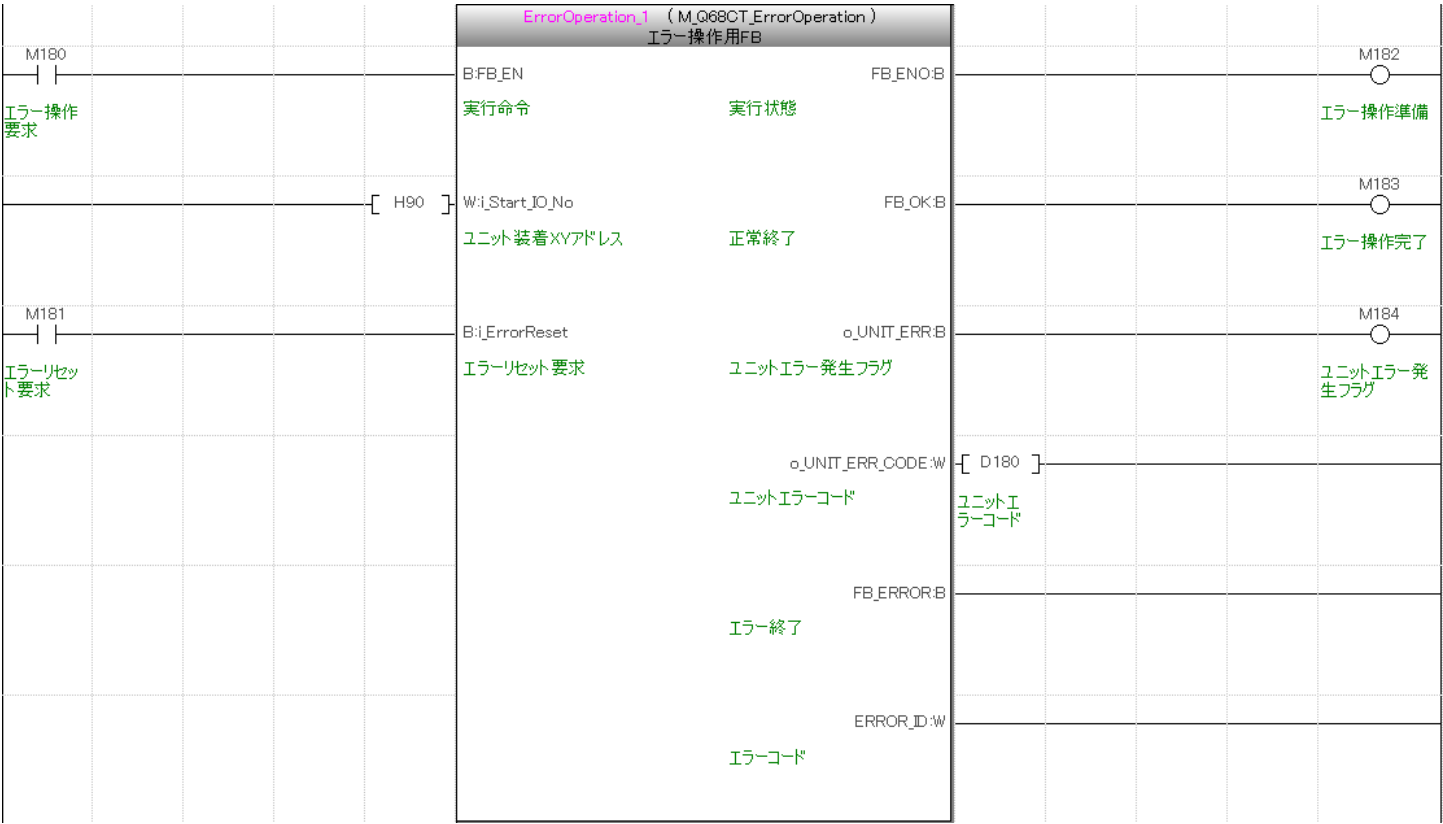 ErrorOperation_1 （M_Q68CT_ErrorOperation）
エラー操作用FB
M180
B:FB_EN
FB_ENO:B
M182
エラー操作
要求
実行命令
実行状態
エラー操作準備
H90
W:i_Start_IO_No
FB_OK:B
M183
ユニット装着XYアドレス
正常終了
エラー操作完了
M181
B:i_ErrorReset
o_UNIT_ERR:B
M184
エラーリセッ
ト要求
エラーリセット要求
ユニットエラー発生フラグ
ユニットエラー発
生フラグ
o_UNIT_ERR_CODE:W
D180
ユニットエラーコード
ユニットエ
ラーコード
FB_ERROR:B
エラー終了
ERROR_ID:W
エラーコード